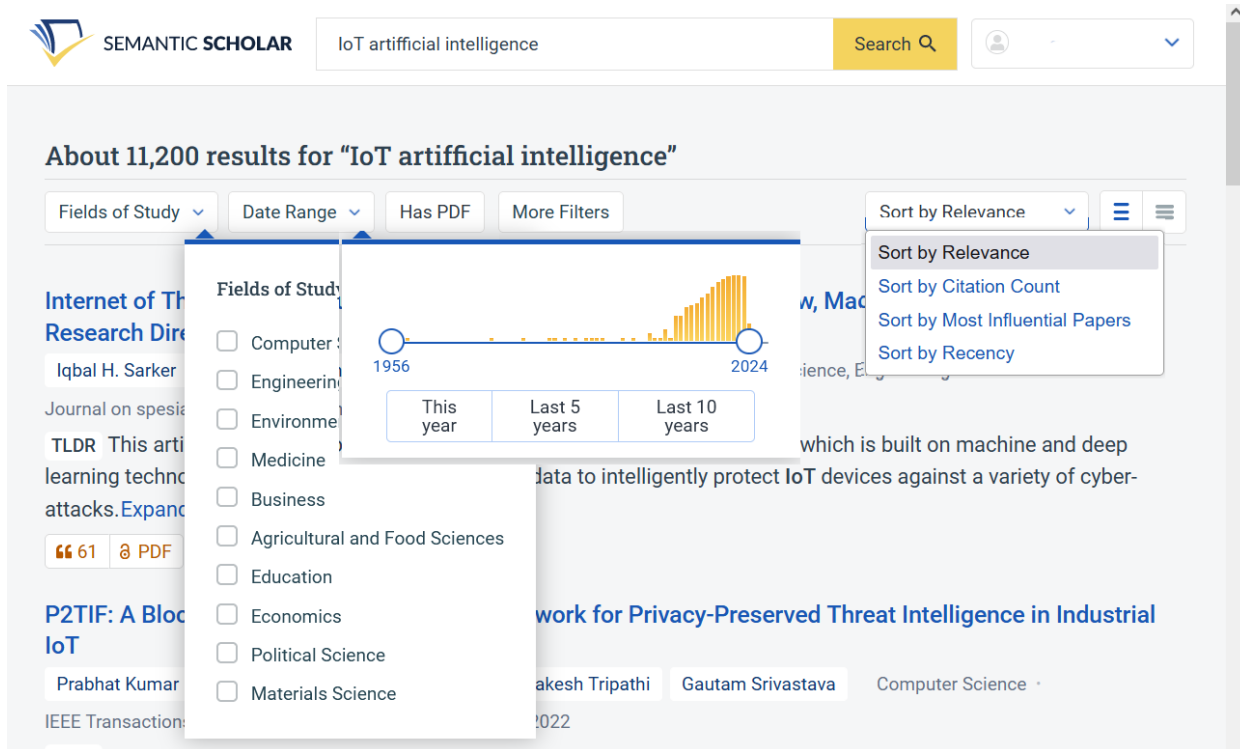 SEMANTIC SCHOLAR
IoT artifficial intelligence
Search
About 11,200 results for “IoT artifficial intelligence”
Fields of Study
Date Range
Has PDF
More Filters
Sort by Relevance
Sort by Relevance
Sort by Citation Count
Sort by Most Influential Papers
Sort by Recency
Fields of Study
Computer
Engineering
Environme
Medicine
Business
Agricultural and Food Sciences
Education
Economics
Political Science
Materials Science
1956
2024
This year
Last 5 years
Last 10 years
Internet of Th w, Mac
Research Dire
Iqbal H. Sarker
Journal on spesia
TLDR This arti which is built on machine and deep
learning techno data to intelligently protect IoT devices against a variety of cyber-
attacks.Expand
61
PDF
P2TIF: A Bloc work for Privacy-Preserved Threat Intelligence in Industrial
IoT
Prabhat Kumar akesh Tripathi Gautam Srivastava Computer Science
IEEE Transactions 2022